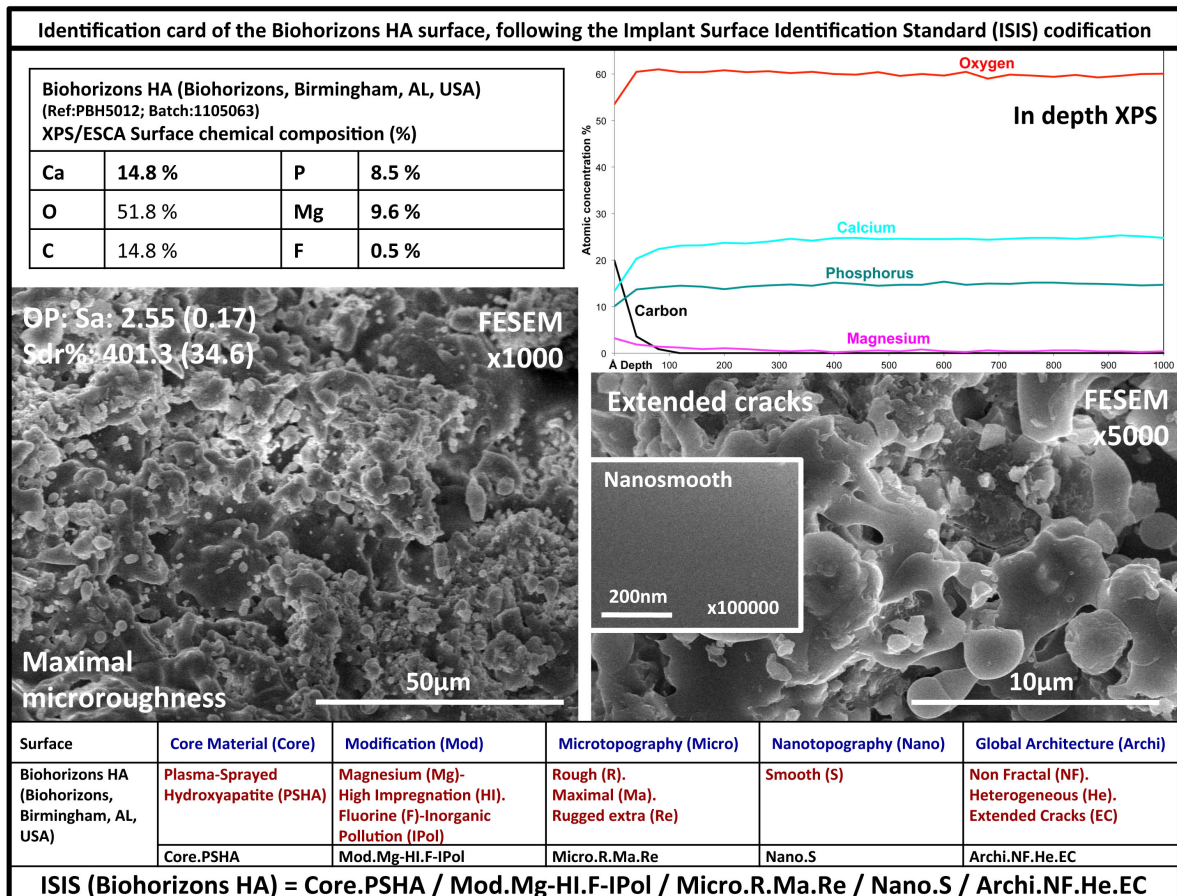 Identification card of the Biohorizons HA surface, following the Implant Surface Identification Standard (ISIS) codification
Biohorizons HA (Biohorizons, Birmingham, AL, USA)
(Ref:PBH5012; Batch:1105063)
XPS/ESCA Surface chemical composition (%)
Ca 14.8 % P 8.5 %
O 51.8 % Mg 9.6 %
C 14.8 % F 0.5 %
Oxygen
In depth XPS
Atomic concentration %
60
50
40
30
20
10
0
Calcium
Phosphorus
Carbon
Magnesium
Å Depth 100 200 300 400 500 600 700 800 900 1000
OP: Sa: 2.55 (0.17)
Sdr%: 401.3 (34.6)
FESEM
x1000
Maximal
microroughness
50µm
Extended cracks
FESEM
x5000
Nanosmooth
200nm
x100000
10µm
Surface
Core Material (Core)
Modification (Mod)
Microtopography (Micro)
Nanotopography (Nano)
Global Architecture (Archi)
Biohorizons HA
(Biohorizons,
Birmingham, AL,
USA)
Plasma-Sprayed
Hydroxyapatite (PSHA)
Magnesium (Mg)-
High Impregnation (HI).
Fluorine (F)-Inorganic
Pollution (IPol)
Rough (R).
Maximal (Ma).
Rugged extra (Re)
Smooth (S)
Non Fractal (NF).
Heterogeneous (He).
Extended Cracks (EC)
Core.PSHA
Mod.Mg-HI.F-IPol
Micro.R.Ma.Re
Nano.S
Archi.NF.He.EC
ISIS (Biohorizons HA) = Core.PSHA / Mod.Mg-HI.F-IPol / Micro.R.Ma.Re / Nano.S / Archi.NF.He.EC